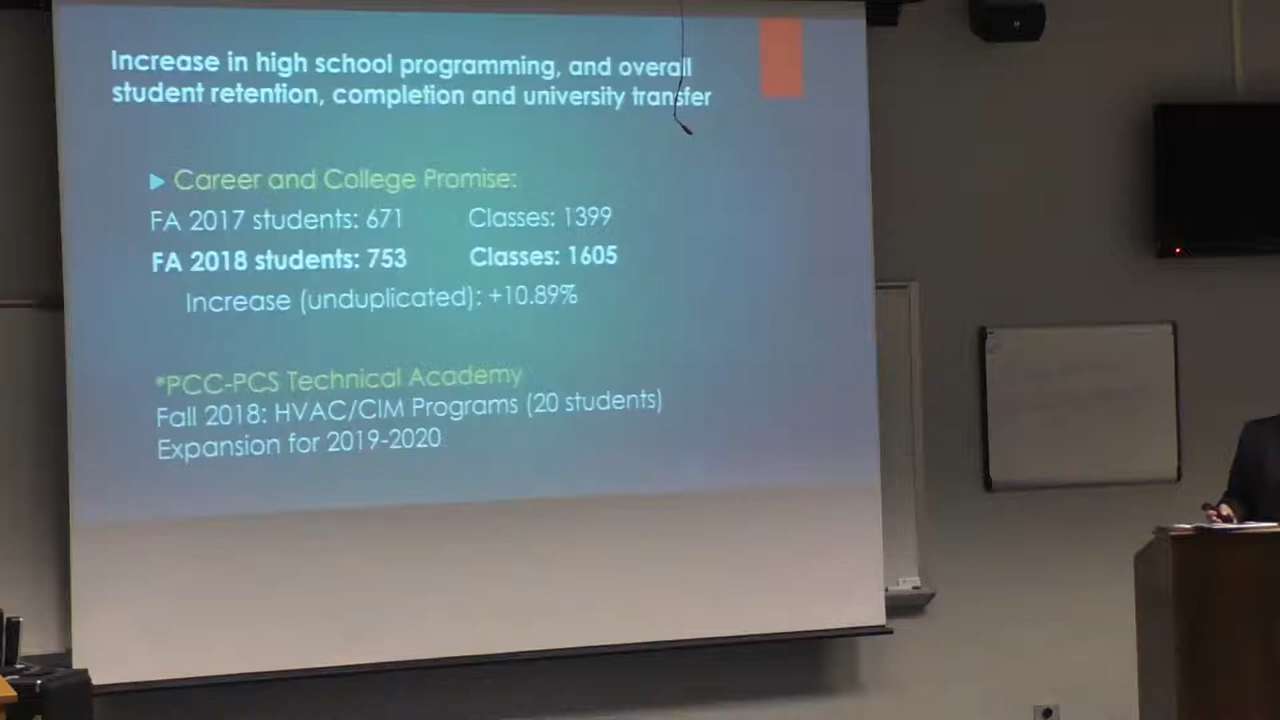 Increase in high school programming, and overall
student retention, completion and university transfer
Career and College Promise:
FA 2017 students: 671 Classes: 1399
FA 2018 students: 753 Classes: 1605
Increase (unduplicated): +10.89%
*PCC-PCS Technical Academy
Fall 2018: HVAC/CIM Programs (20 students)
Expansion for 2019-2020